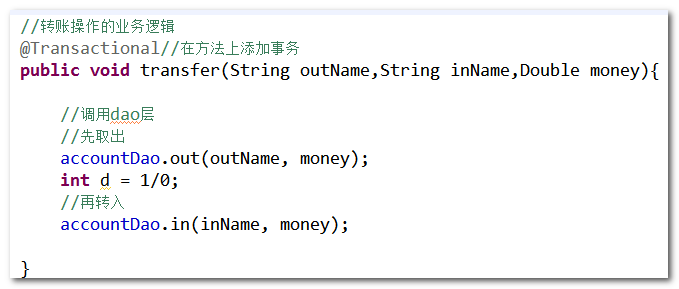 //转账操作的业务逻辑
@Transactional//在方法上添加事务
public void transfer(String outName,String inName,Double money){
//调用dao层
//先取出
accountDao.out(outName, money);
int d = 1/0;
//再转入
accountDao.in(inName, money);
}